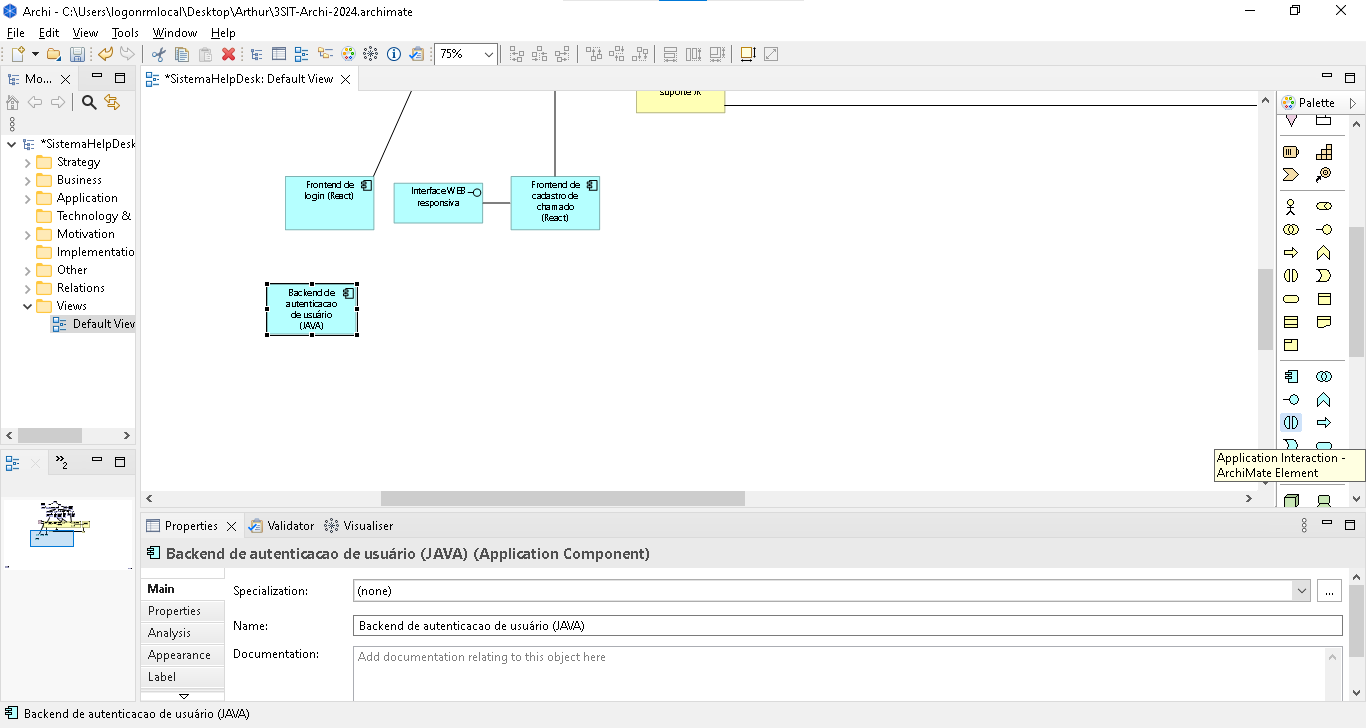 Archi - C:\Users\logonrmlocal\Desktop\Arthur\3SIT-Archi-2024.archimate
File Edit View Tools Window Help
75%
Mo...
*SistemaHelpDesk: Default View
Palette
*SistemaHelpDesk
Strategy
Business
Application
Technology &
Motivation
Implementatio
Other
Relations
Views
Default View
suporte
Frontend de
login (React)
Interface WEB
responsiva
Frontend de
cadastro de
chamado
(React)
Backend de
autenticacao
de usuário
(JAVA)
Application Interaction -
ArchiMate Element
2
Properties
Validator
Visualiser
Backend de autenticacao de usuário (JAVA) (Application Component)
Main
Properties
Analysis
Appearance
Label
Specialization:
(none)
...
Name:
Backend de autenticacao de usuário (JAVA)
Documentation:
Add documentation relating to this object here
Backend de autenticacao de usuário (JAVA)